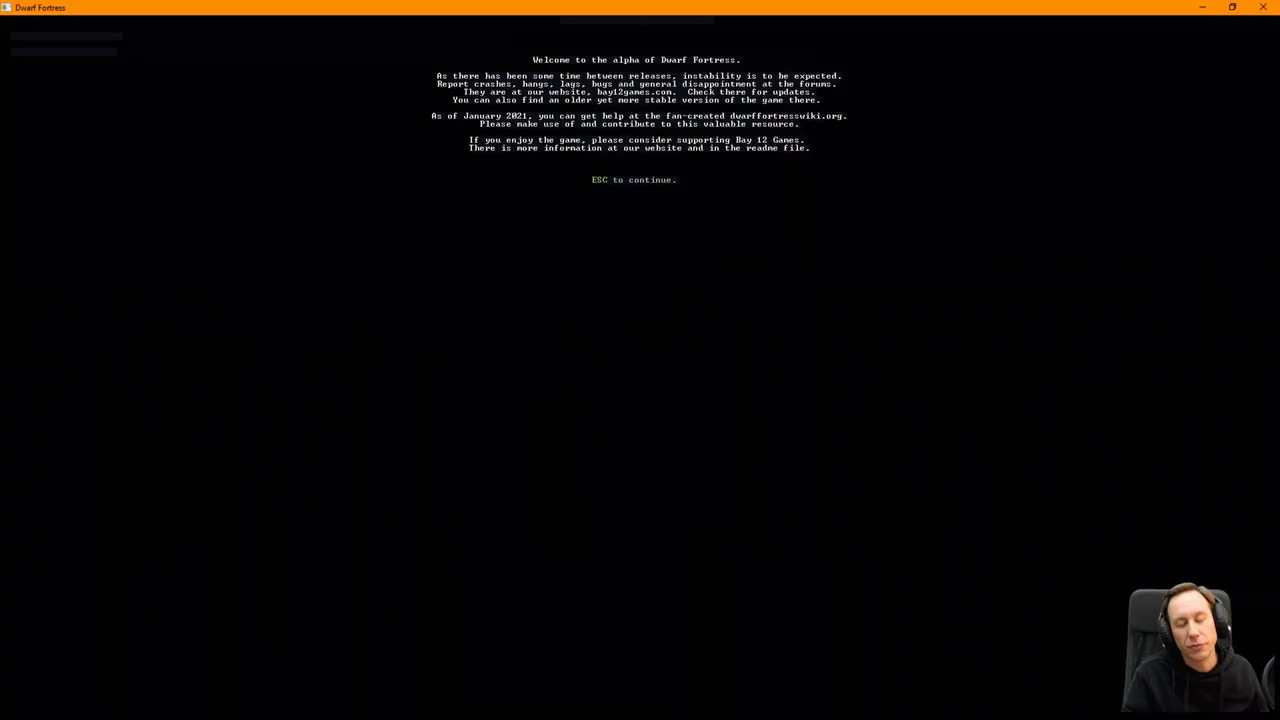 Dwarf Fortress
Welcome to the alpha of Dwarf Fortress.
As there has been some time between releases, instability is to be expected.
Report crashes, hangs, lags, bugs and general disappointment at the forums.
They are at our website, bay12games.com.  Check there for updates.
You can also find an older yet more stable version of the game there.
As of January 2021, you can get help at the fan-created dwarffortresswiki.org.
Please make use of and contribute to this valuable resource.
If you enjoy the game, please consider supporting Bay 12 Games.
There is more information at our website and in the readme file.
ESC to continue.